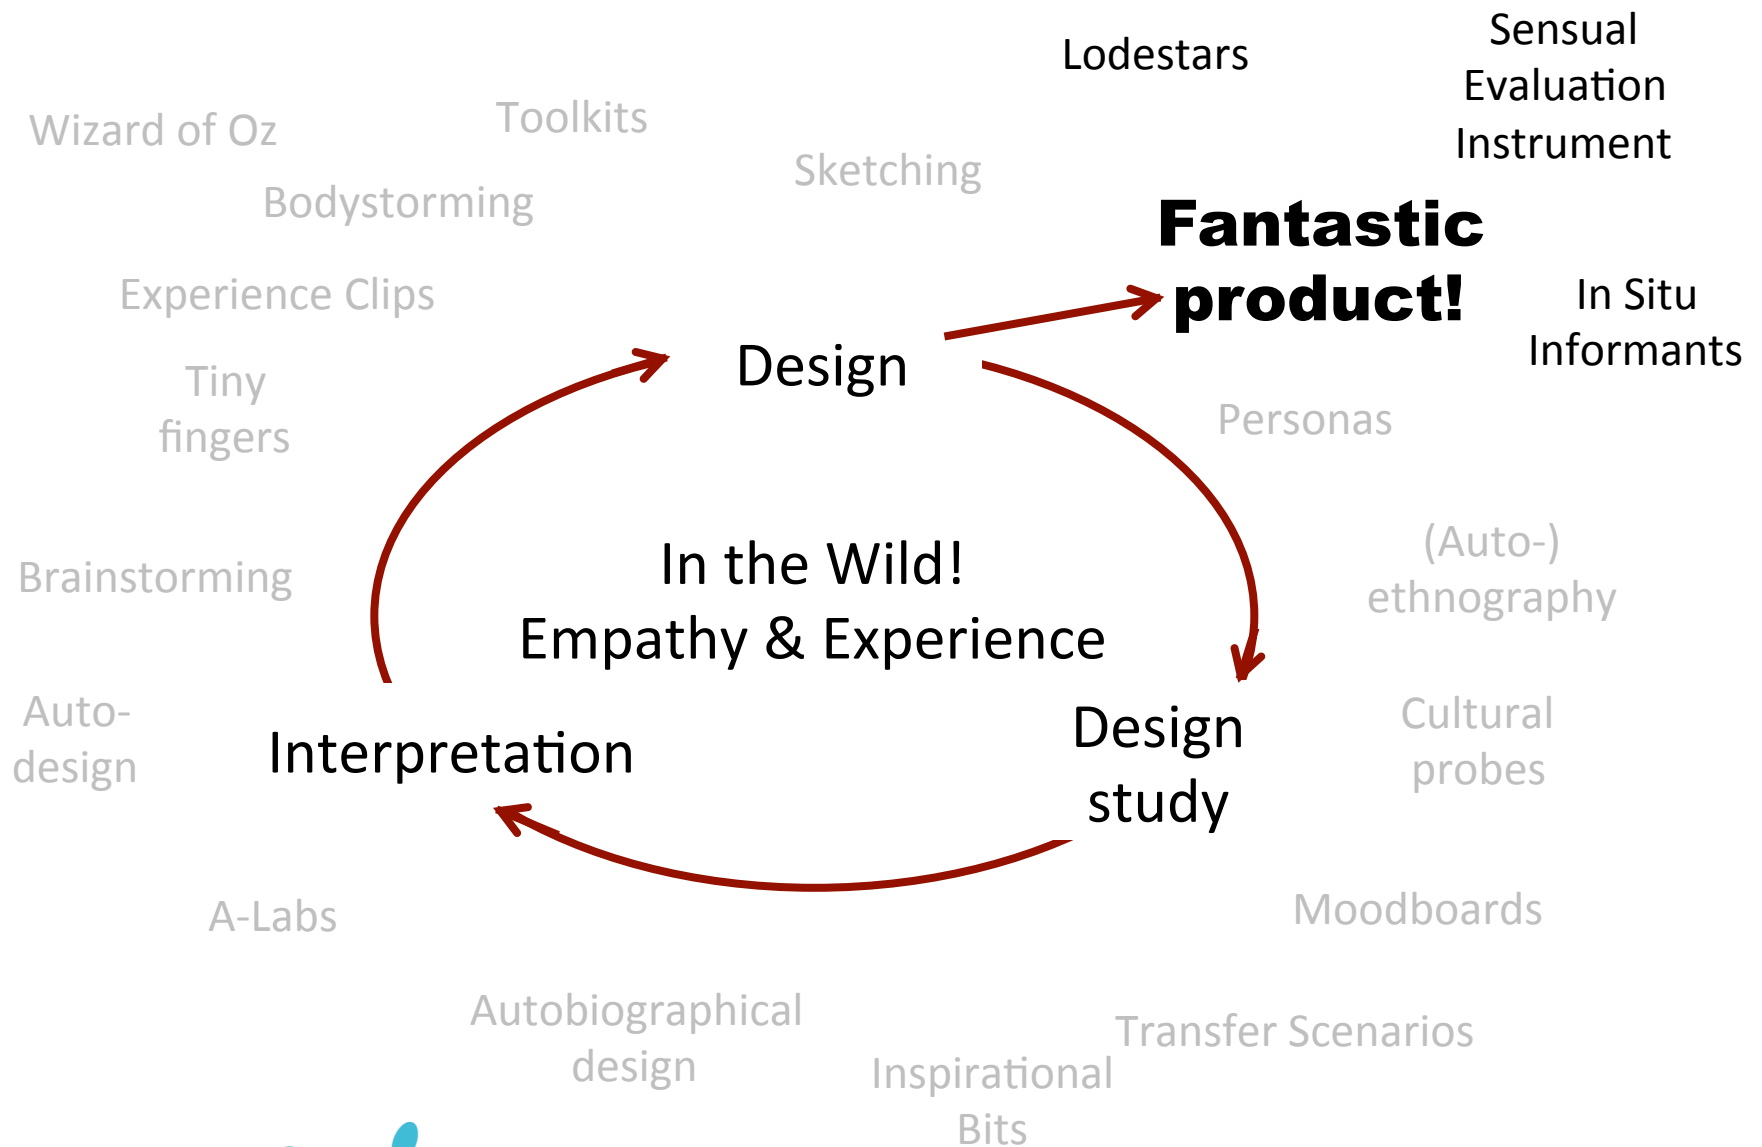 Lodestars
Sensual
Evaluation
Instrument
Wizard of Oz
Toolkits
Sketching
Bodystorming
Fantastic
product!
Experience Clips
In Situ
Informants
Design
Tiny
fingers
Personas
In the Wild!
Empathy & Experience
Brainstorming
(Auto-)
ethnography
Auto-
design
Interpretation
Design
study
Cultural
probes
A-Labs
Moodboards
Autobiographical
design
Inspirational
Bits
Transfer Scenarios